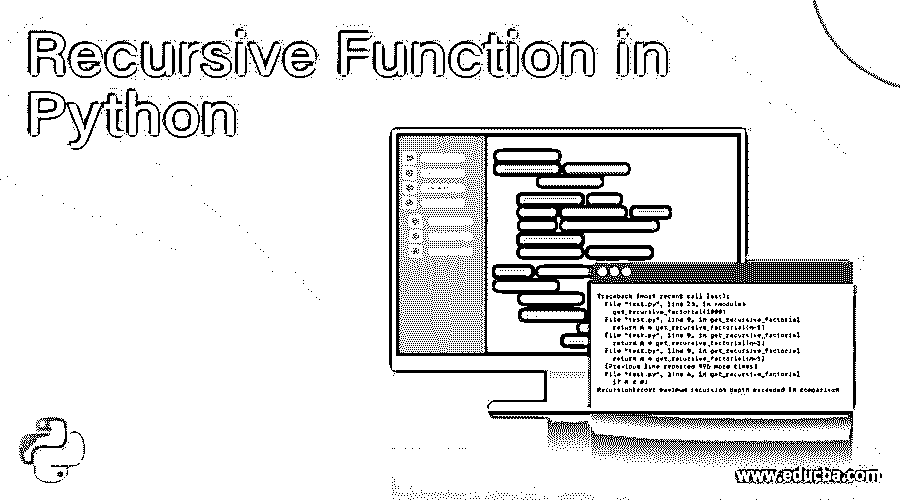 Recursive Function in
Python
Traceback (most recent call last):
File "test.py", line 23, in <module>
get_recursive_factorial(1000)
File "test.py", line 9, in get_recursive_factorial
return n * get_recursive_factorial(n-1)
File "test.py", line 9, in get_recursive_factorial
return n * get_recursive_factorial(n-1)
File "test.py", line 9, in get_recursive_factorial
return n * get_recursive_factorial(n-1)
[Previous line repeated 996 more times]
File "test.py", line 4, in get_recursive_factorial
if n < 0:
RecursionError: maximum recursion depth exceeded in comparison
www.educba.com